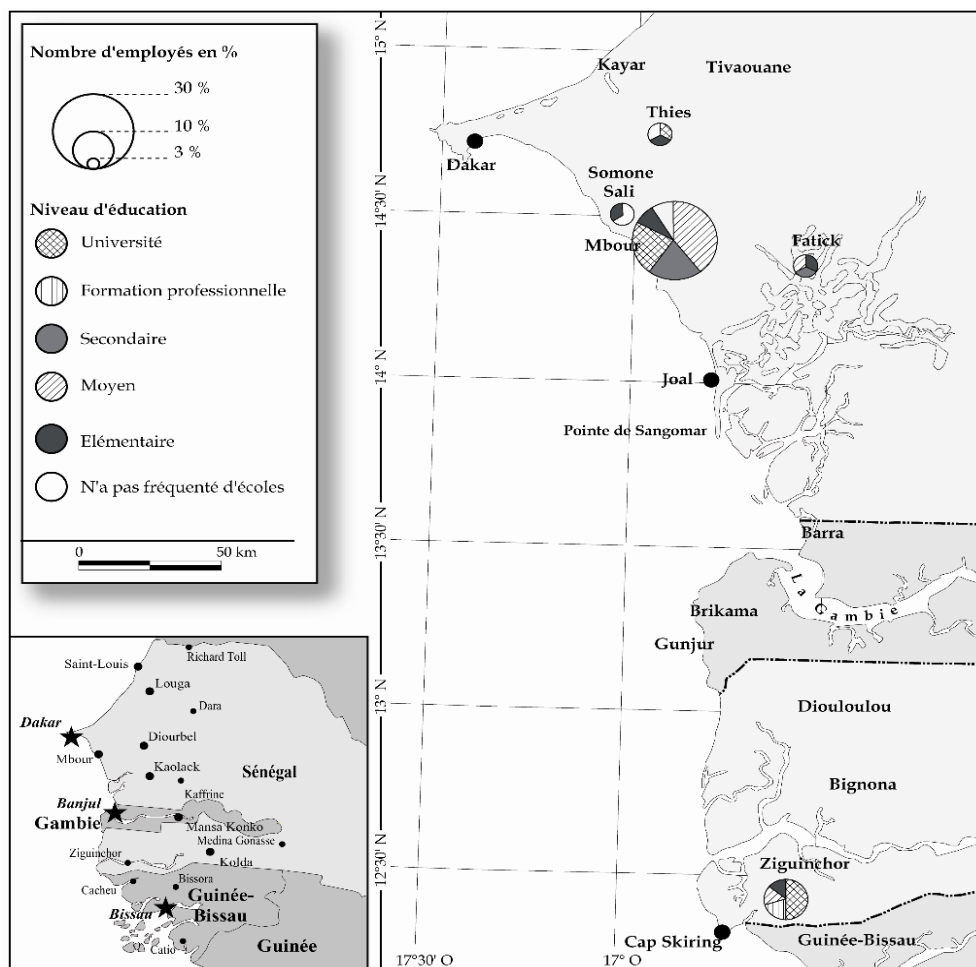 Nombre d'employés en %
30 %
10 %
3 %
Niveau d'éducation
Université
Formation professionnelle
Secondaire
Moyen
Elémentaire
N'a pas fréquenté d'écoles
0 50 km
15° N
14°30' N
14° N
13°30' N
13° N
12°30' N
17°30' O
17° O
Kayar
Tivaouane
Thies
Dakar
Somone
Sali
Mbour
Fatick
Joal
Pointe de Sangomar
Barra
La Gambie
Brikama
Gunjur
Diouloulou
Bignona
Ziguinchor
Cap Skiring
Guinée-Bissau
Richard Toll
Saint-Louis
Louga
Dara
Dakar
Diourbel
Mbour
Kaolack
Sénégal
Kaffrine
Banjul
Gambie
Mansa Konko
Medina Gonasse
Ziguinchor
Kolda
Bissora
Cacheu
Guinée-
Bissau
Bissau
Guinée
Catio